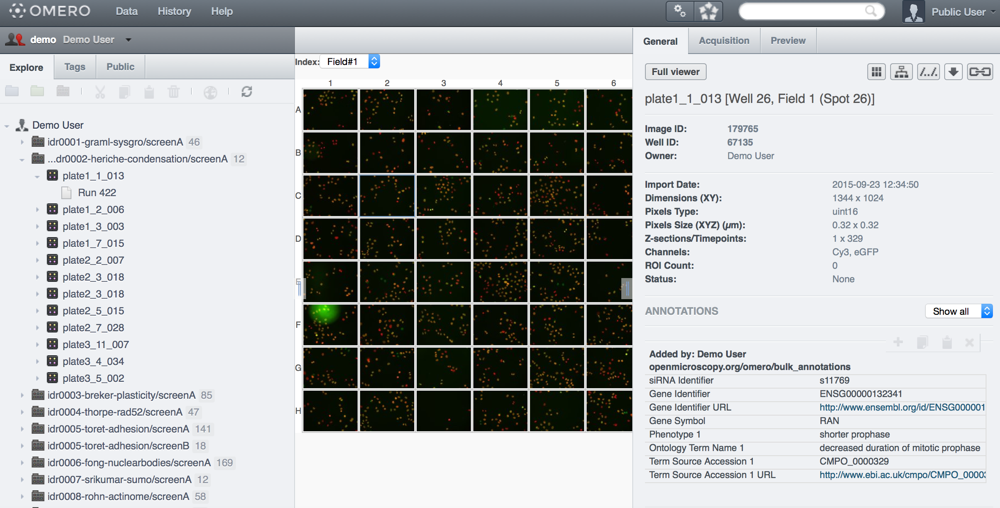 OMERO Data History Help Public User
demo Demo User
Explore Tags Public
Demo User
idr0001-graml-sysgro/screenA 46
...dr0002-heriche-condensation/screenA 12
plate1_1_013
Run 422
plate1_2_006
plate1_3_003
plate1_7_015
plate2_2_007
plate2_3_018
plate2_3_018
plate2_5_015
plate2_7_028
plate3_11_007
plate3_4_034
plate3_5_002
idr0003-breker-plasticity/screenA 85
idr0004-thorpe-rad52/screenA 47
idr0005-toret-adhesion/screenA 141
idr0005-toret-adhesion/screenB 18
idr0006-fong-nuclearbodies/screenA 169
idr0007-srikumar-sumo/screenA 12
idr0008-rohn-actinome/screenA 58
Index: Field#1
1 2 3 4 5 6
A
B
C
D
E
F
G
H
General Acquisition Preview
Full viewer
plate1_1_013 [Well 26, Field 1 (Spot 26)]
Image ID: 179765
Well ID: 67135
Owner: Demo User
Import Date: 2015-09-23 12:34:50
Dimensions (XY): 1344 x 1024
Pixels Type: uint16
Pixels Size (XYZ) (µm): 0.32 x 0.32
Z-sections/Timepoints: 1 x 329
Channels: Cy3, eGFP
ROI Count: 0
Status: None
ANNOTATIONS Show all
Added by: Demo User
openmicroscopy.org/omero/bulk_annotations
siRNA Identifier s11769
Gene Identifier ENSG00000132341
Gene Identifier URL http://www.ensembl.org/id/ENSG000001
Gene Symbol RAN
Phenotype 1 shorter prophase
Ontology Term Name 1 decreased duration of mitotic prophase
Term Source Accession 1 CMPO_0000329
Term Source Accession 1 URL http://www.ebi.ac.uk/cmpo/CMPO_0000